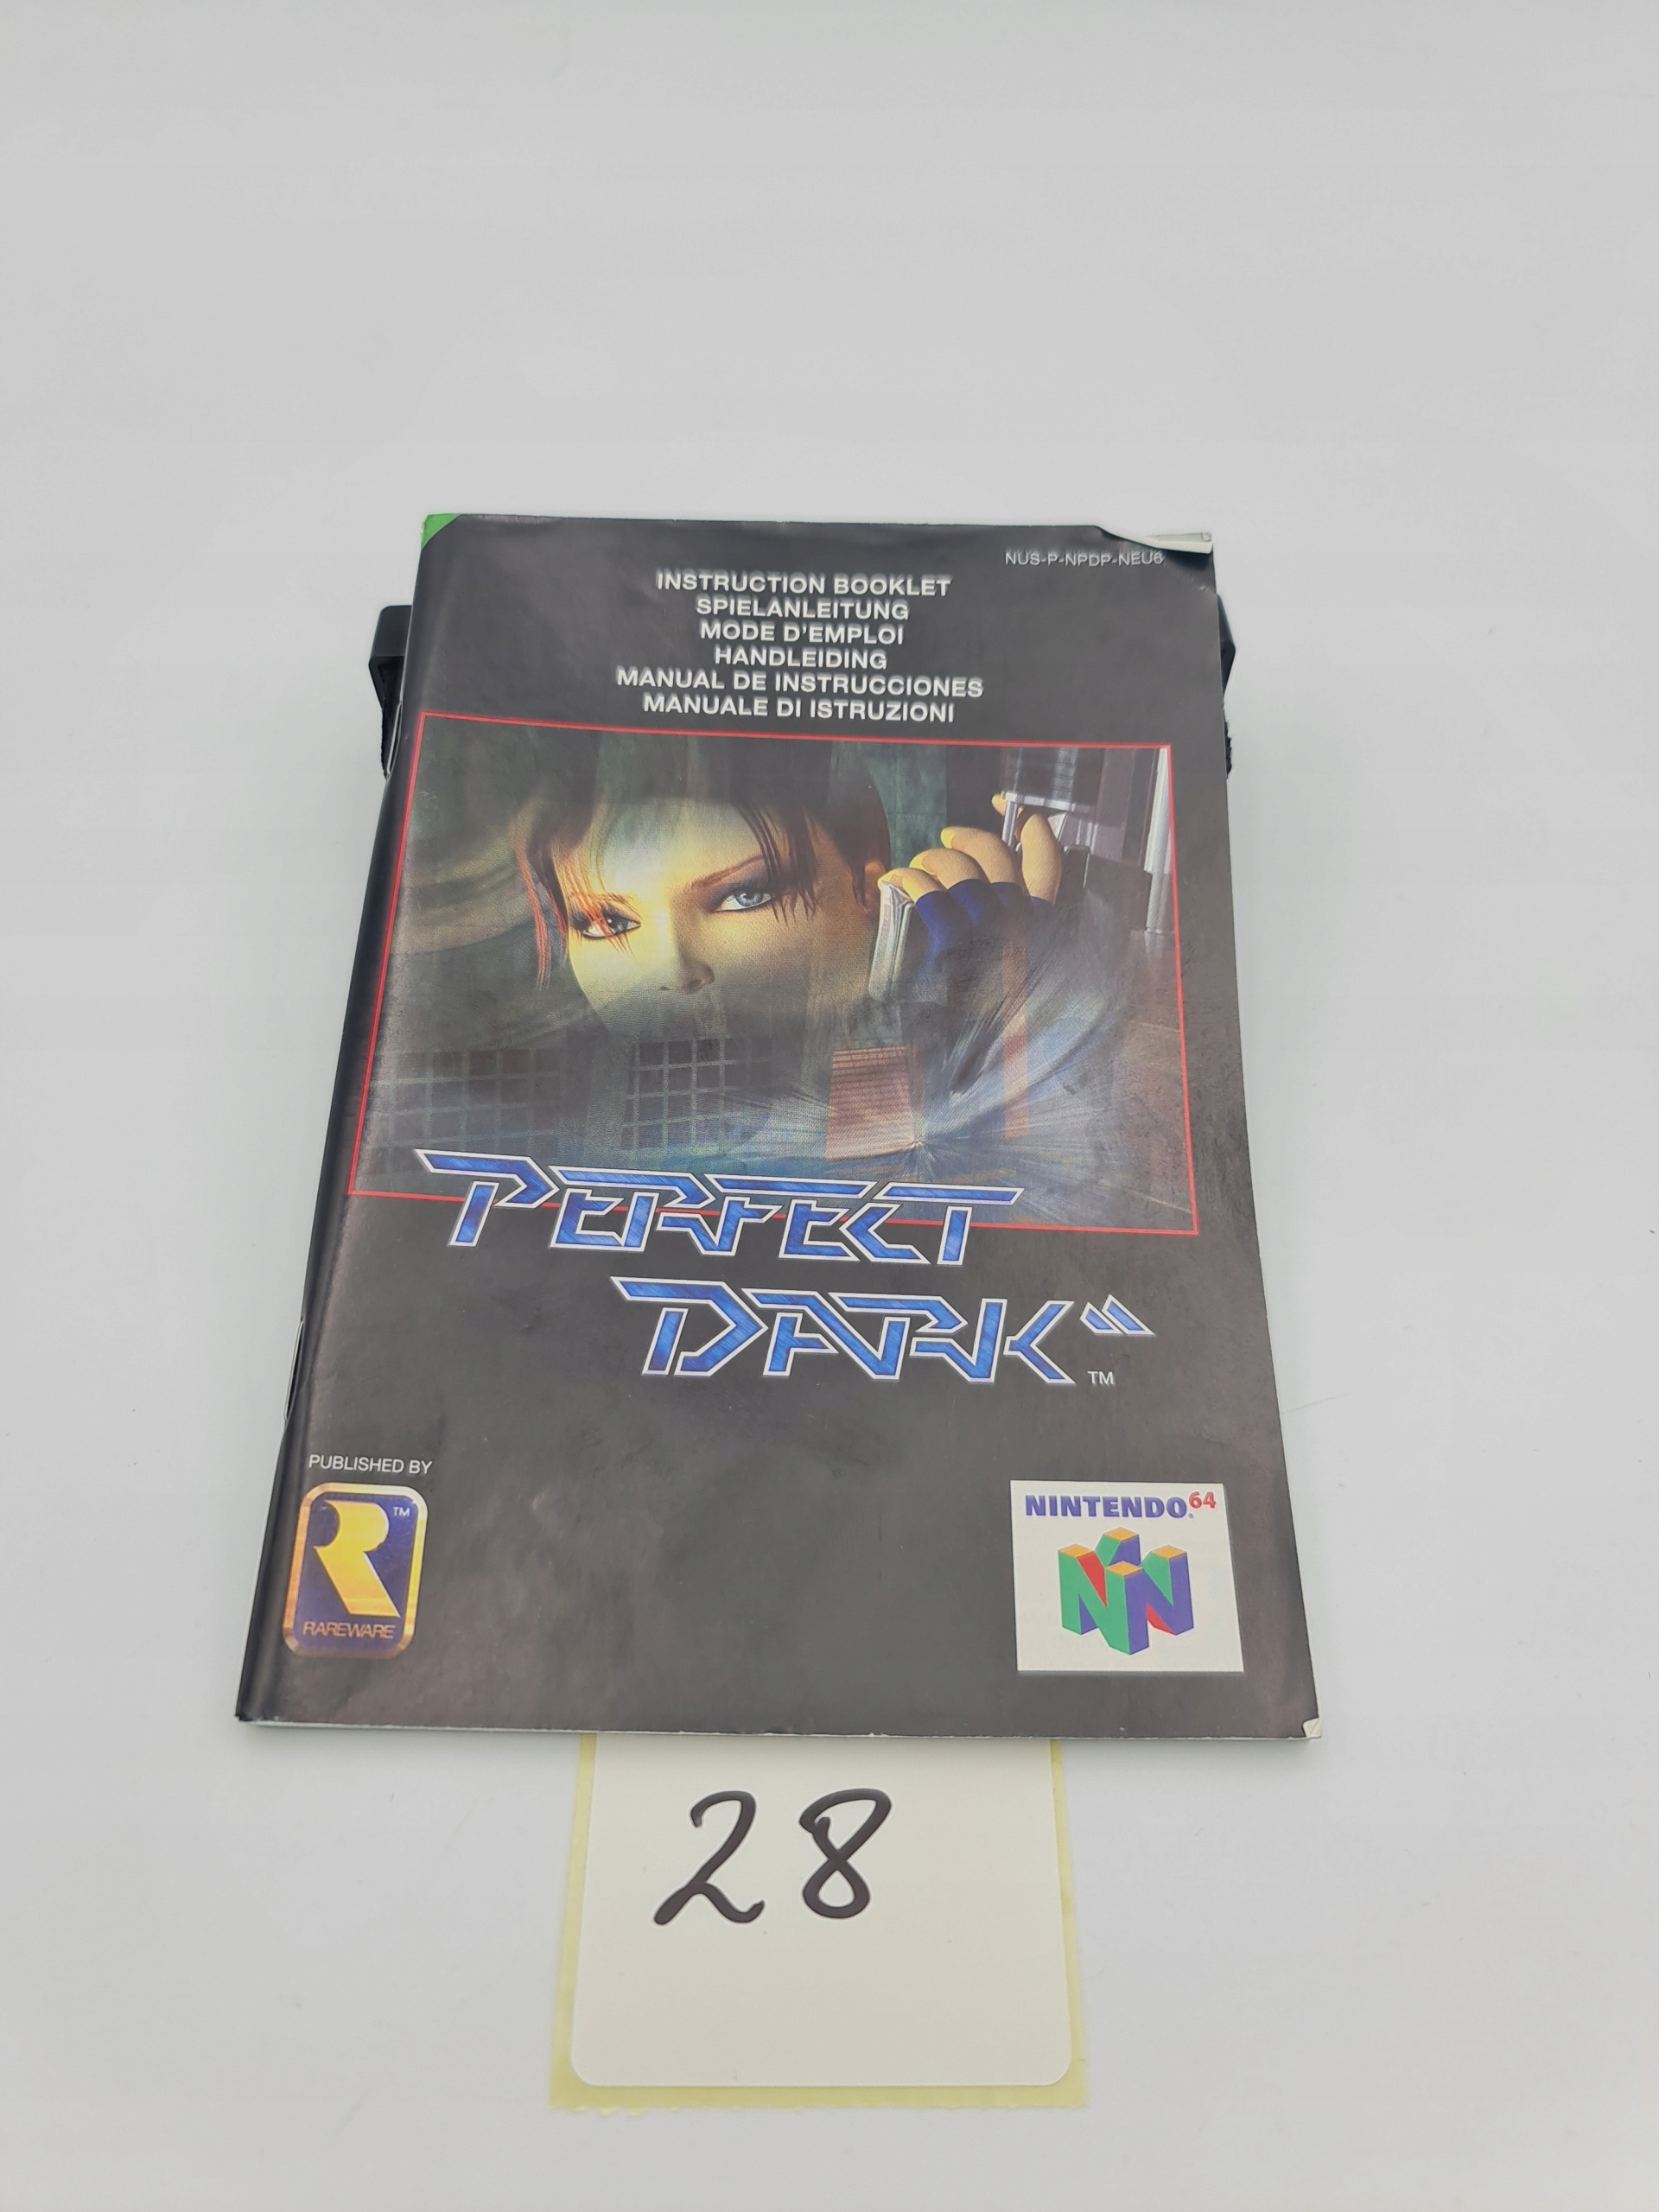 NUS-P-NPDP-NEU6
INSTRUCTION BOOKLET
SPIELANLEITUNG
MODE D'EMPLOI
HANDLEIDING
MANUAL DE INSTRUCCIONES
MANUALE DI ISTRUZIONI
PERFECT
DARK
TM
PUBLISHED BY
TM
RAREWARE
NINTENDO64
28